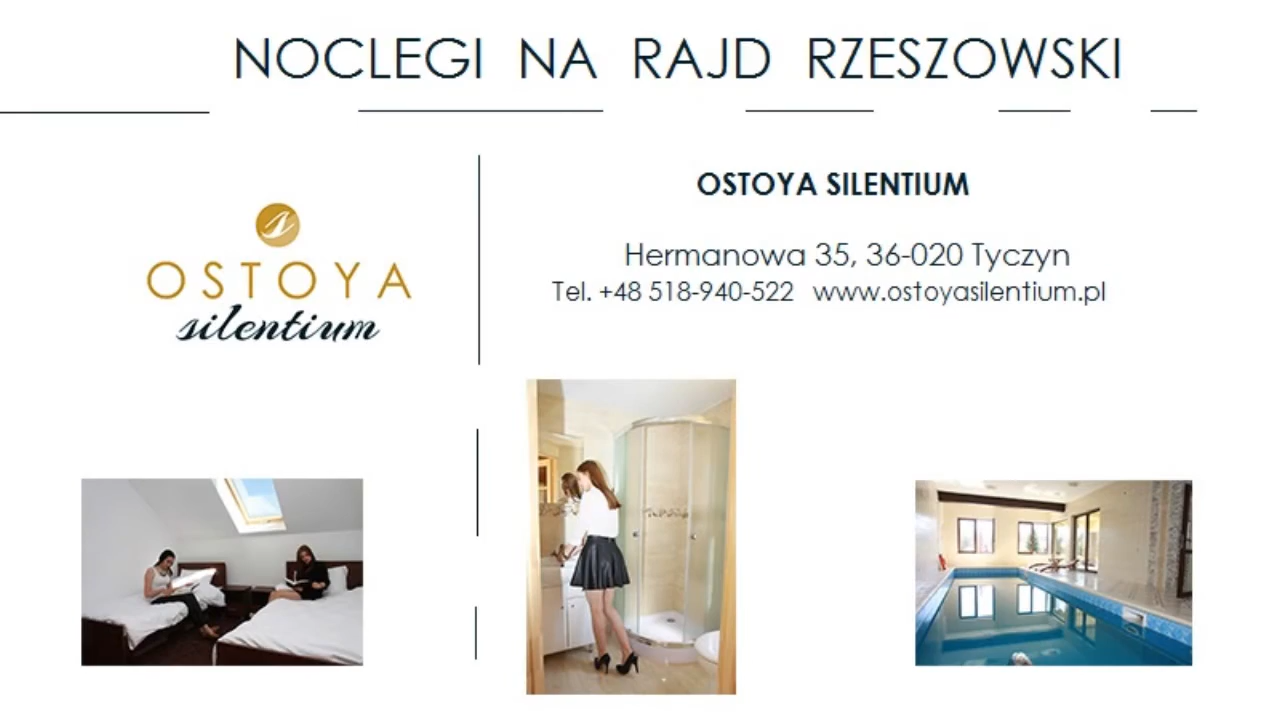 NOCLEGI NA RAJD RZESZOWSKI
OSTOYA
silentium
OSTOYA SILENTIUM
Hermanowa 35, 36-020 Tyczyn
Tel. +48 518-940-522 www.ostoyasilentium.pl